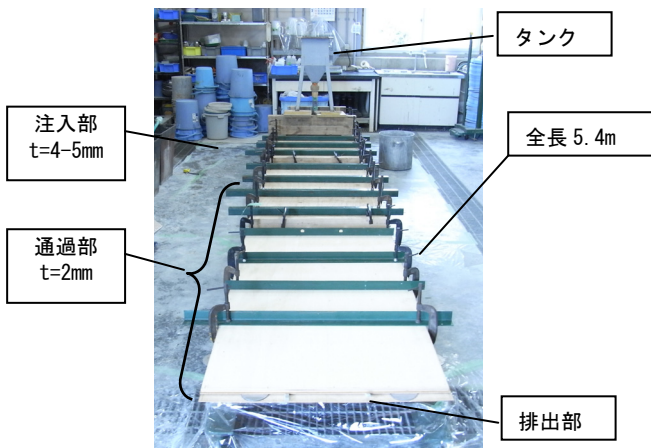 タンク
注入部
t=4-5mm
全長 5.4m
通過部
t=2mm
排出部